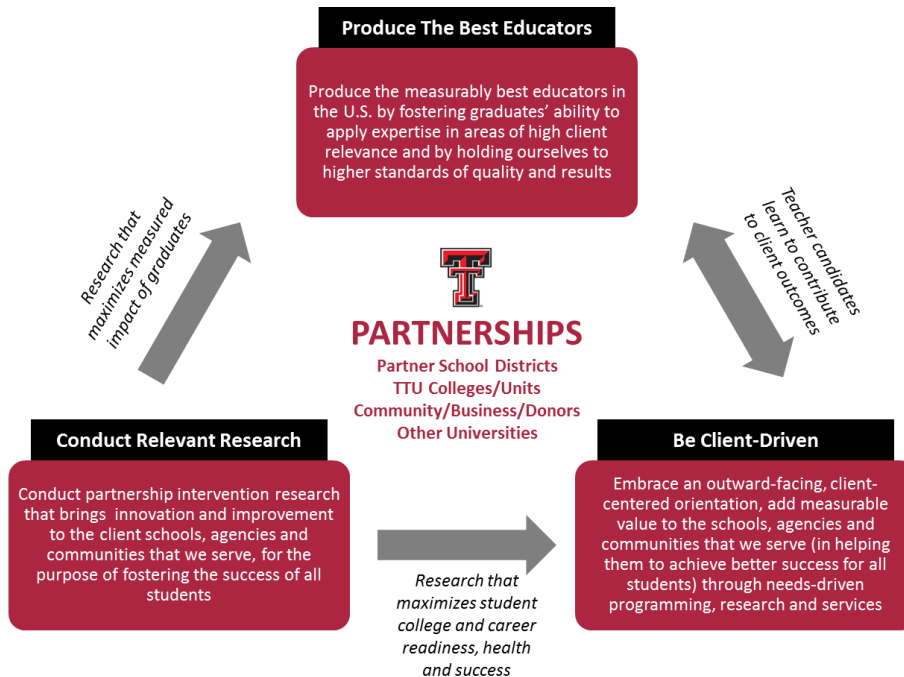 Produce The Best Educators
Produce the measurably best educators in
the U.S. by fostering graduates’ ability to
apply expertise in areas of high client
relevance and by holding ourselves to
higher standards of quality and results
Research that
maximizes measured
impact of graduates
Teacher candidates
learn to contribute
to client outcomes
PARTNERSHIPS
Partner School Districts
TTU Colleges/Units
Community/Business/Donors
Other Universities
Conduct Relevant Research
Conduct partnership intervention research
that brings innovation and improvement
to the client schools, agencies and
communities that we serve, for the
purpose of fostering the success of all
students
Research that
maximizes student
college and career
readiness, health
and success
Be Client-Driven
Embrace an outward-facing, client-
centered orientation, add measurable
value to the schools, agencies and
communities that we serve (in helping
them to achieve better success for all
students) through needs-driven
programming, research and services